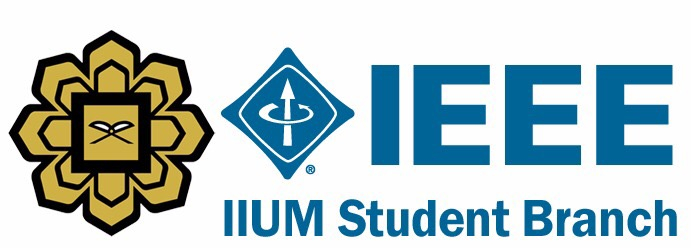 IEEE
®
IIUM Student Branch